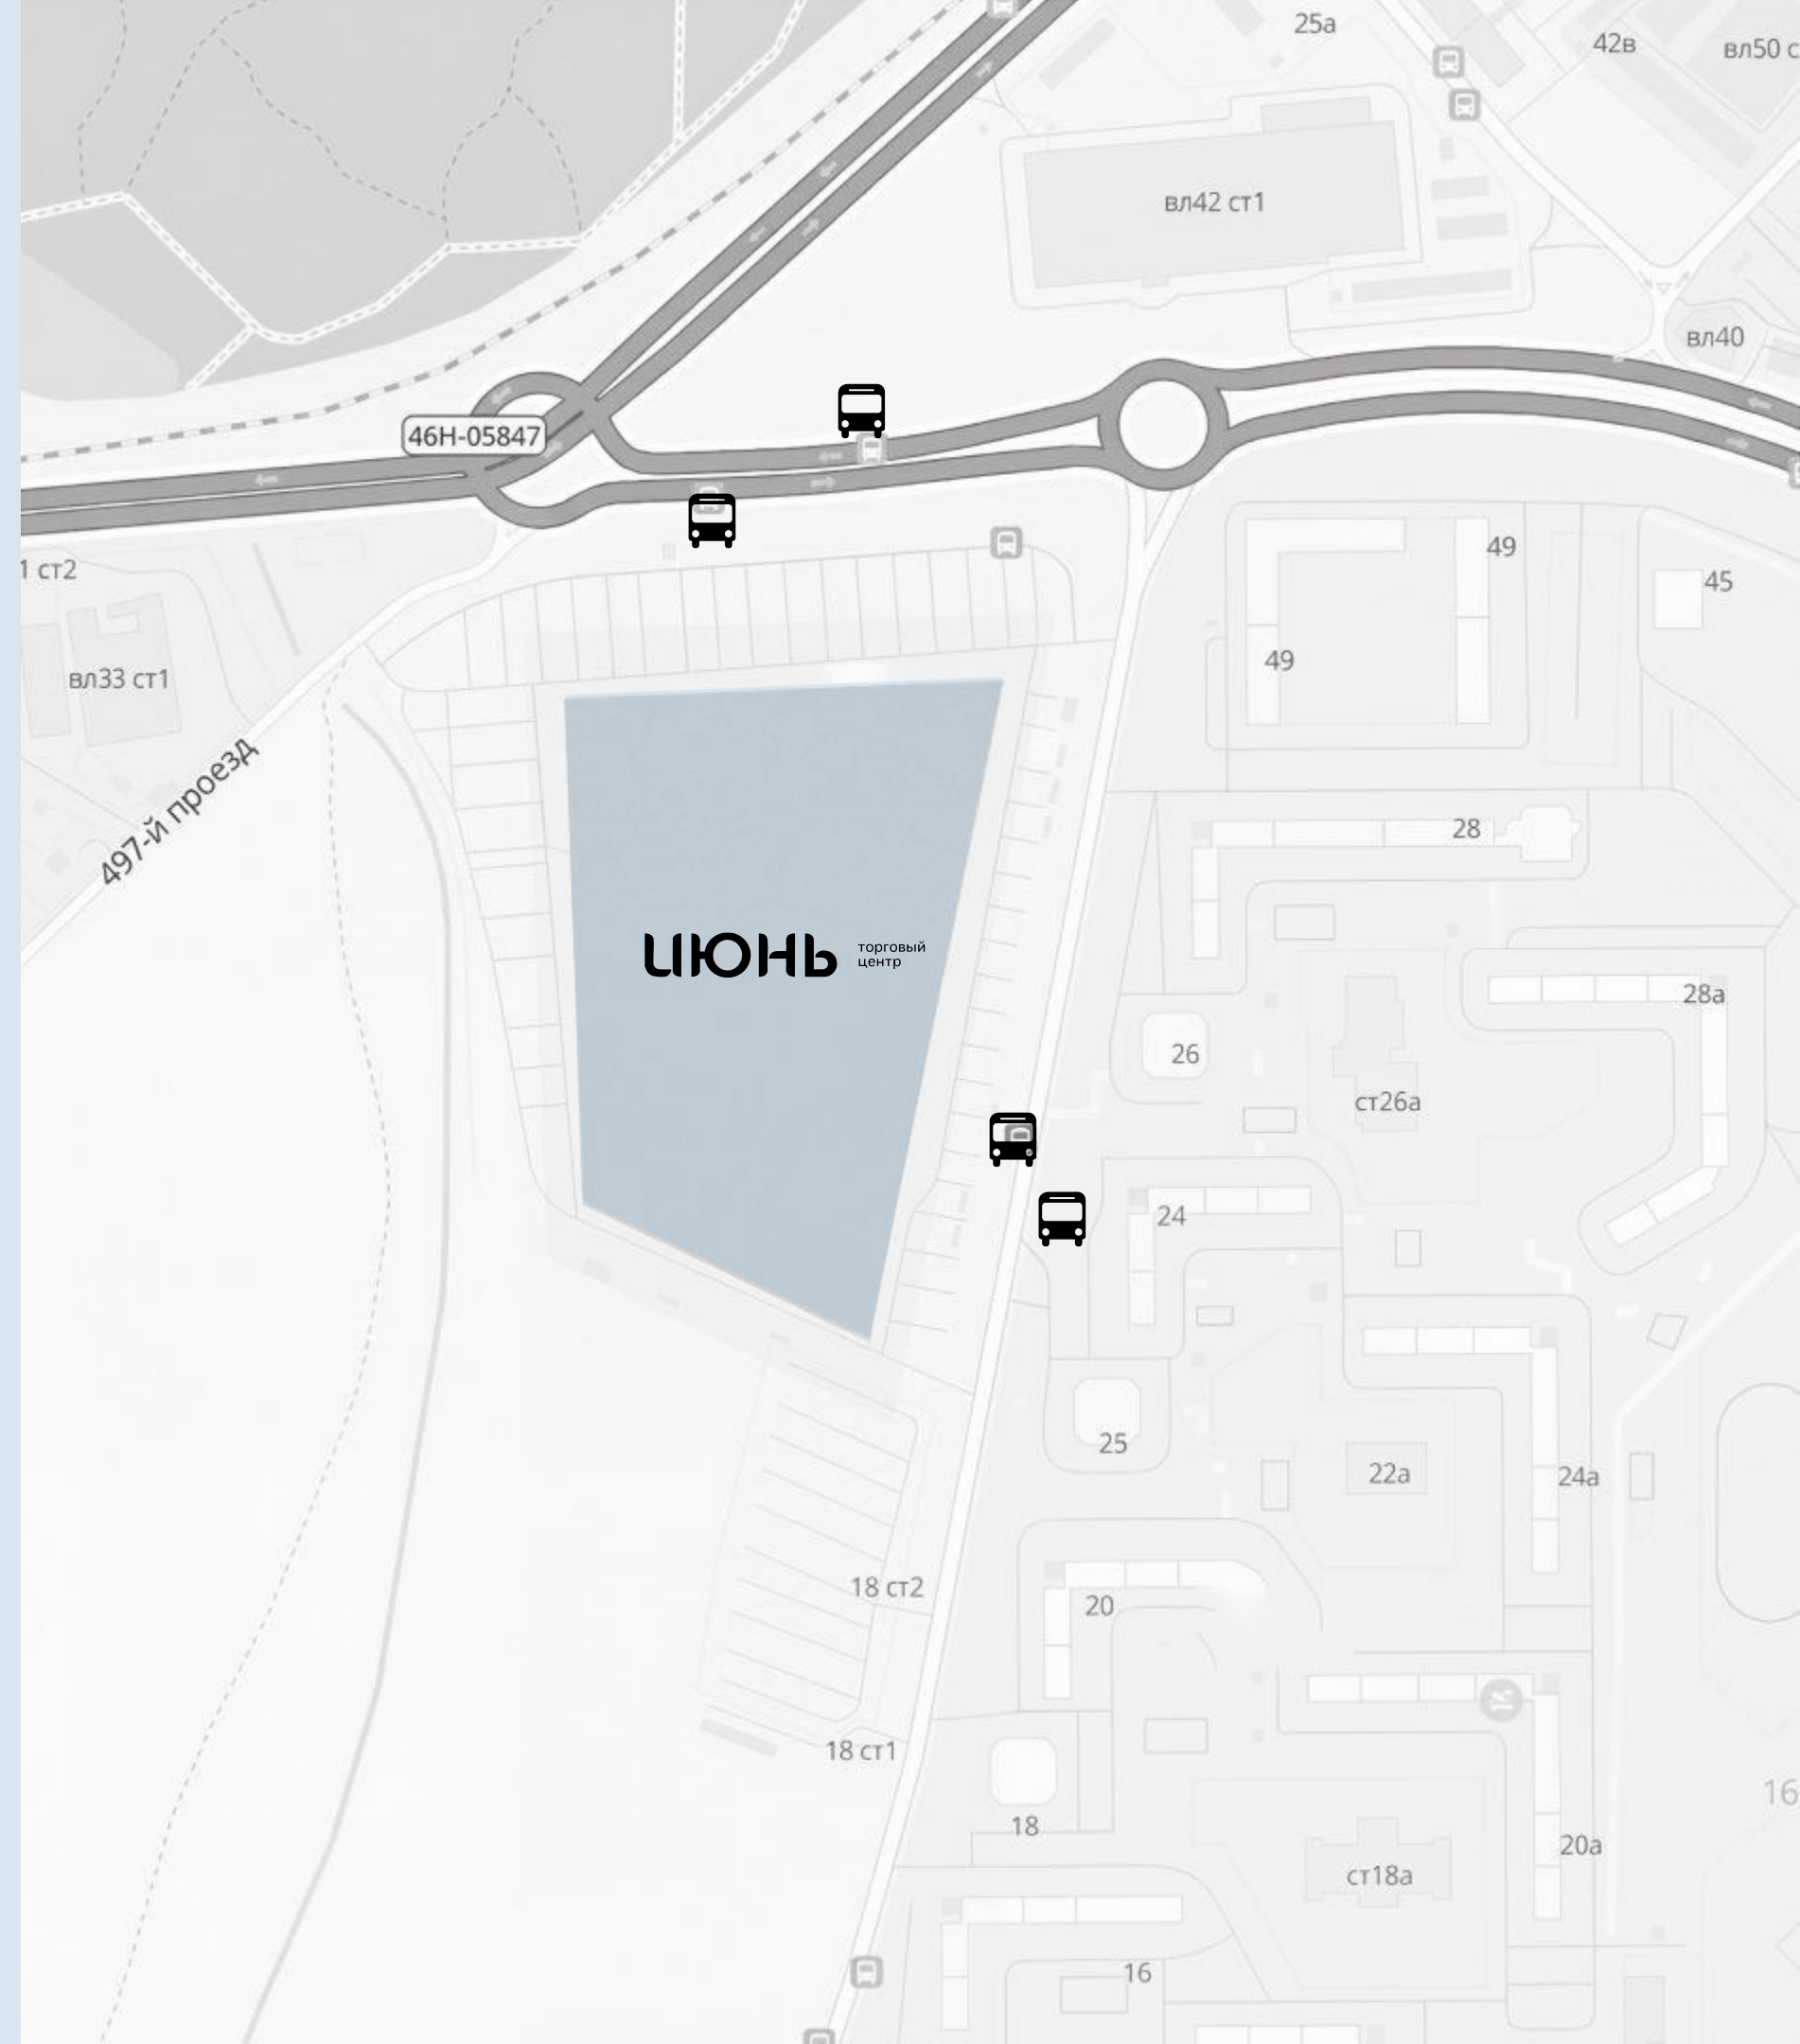 25а
42в
вл50 с
вл42 ст1
вл40
46Н-05847
1 ст2
49
45
49
вл33 ст1
497-й проезд
28
июнь
торговый
центр
28а
26
ст26а
24
25
22а
24а
18 ст2
20
18 ст1
16
18
20а
ст18а
16